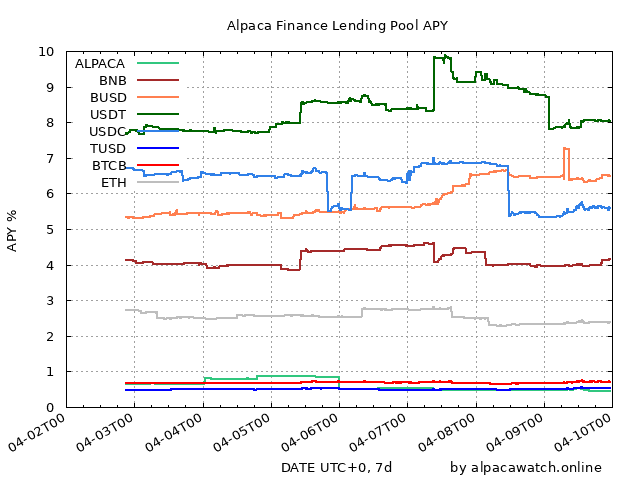 Alpaca Finance Lending Pool APY
APY %
10
9
8
7
6
5
4
3
2
1
0
ALPACA
BNB
BUSD
USDT
USDC
TUSD
BTCB
ETH
04-02T00
04-03T00
04-04T00
04-05T00
04-06T00
04-07T00
04-08T00
04-09T00
04-10T00
DATE UTC+0, 7d
by alpacawatch.online